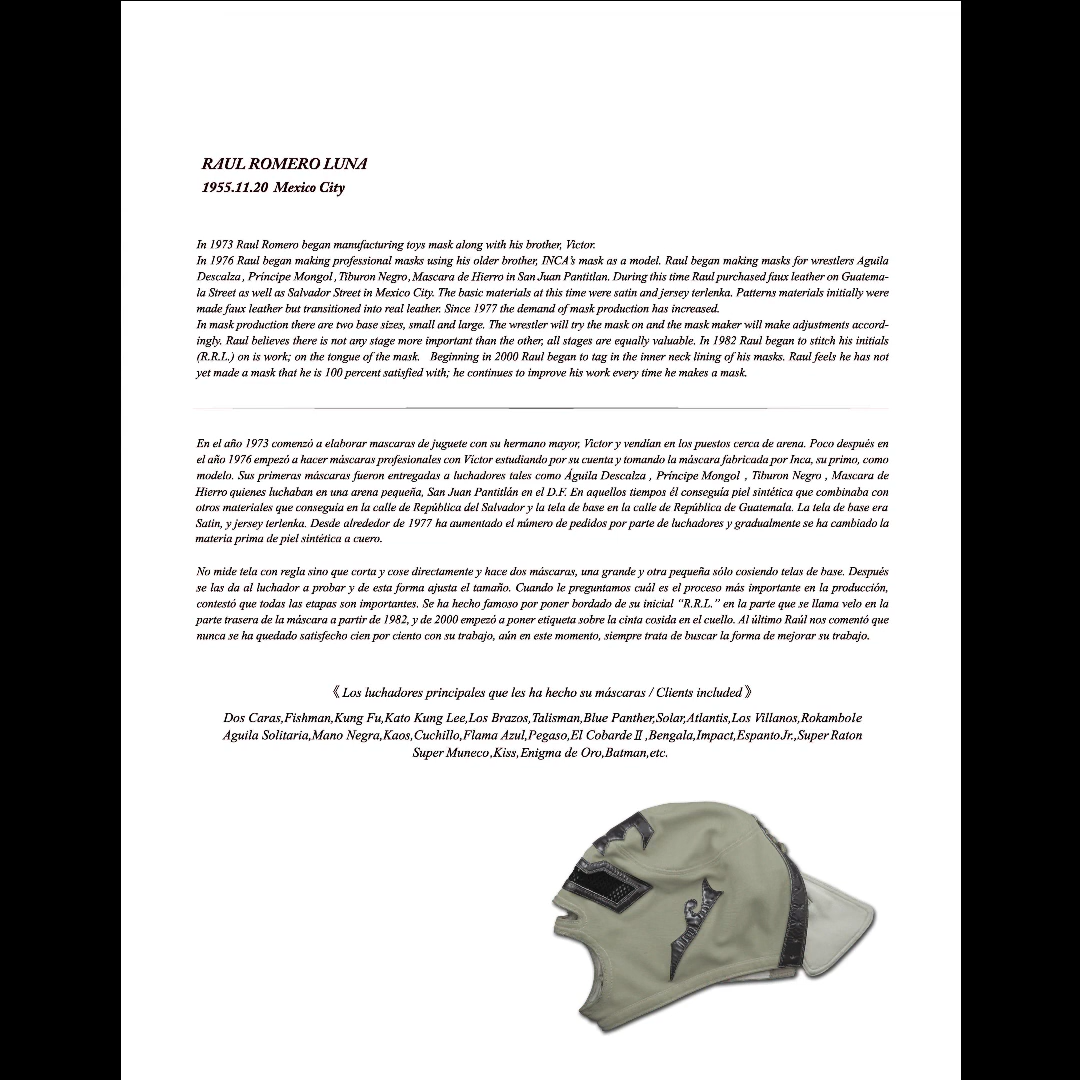 RAUL ROMERO LUNA
1955.11.20 Mexico City
In 1973 Raul Romero began manufacturing toys mask along with his brother, Victor.
In 1976 Raul began making professional masks using his older brother, INCA's mask as a model. Raul began making masks for wrestlers Aguila
Descalza , Príncipe Mongol , Tiburon Negro , Mascara de Hierro in San Juan Pantitlan. During this time Raul purchased faux leather on Guatema-
la Street as well as Salvador Street in Mexico City. The basic materials at this time were satin and jersey terlenka. Patterns materials initially were
made faux leather but transitioned into real leather. Since 1977 the demand of mask production has increased.
In mask production there are two base sizes, small and large. The wrestler will try the mask on and the mask maker will make adjustments accord-
ingly. Raul believes there is not any stage more important than the other, all stages are equally valuable. In 1982 Raul began to stitch his initials
(R.R.L.) on is work; on the tongue of the mask. Beginning in 2000 Raul began to tag in the inner neck lining of his masks. Raul feels he has not
yet made a mask that he is 100 percent satisfied with; he continues to improve his work every time he makes a mask.
En el año 1973 comenzó a elaborar mascaras de juguete con su hermano mayor, Victor y vendían en los puestos cerca de arena. Poco después en
el año 1976 empezó a hacer máscaras profesionales con Victor estudiando por su cuenta y tomando la máscara fabricada por Inca, su primo, como
modelo. Sus primeras máscaras fueron entregadas a luchadores tales como Águila Descalza , Príncipe Mongol , Tiburon Negro , Mascara de
Hierro quienes luchaban en una arena pequeña, San Juan Pantitlán en el D.F. En aquellos tiempos él conseguía piel sintética que combinaba con
otros materiales que conseguia en la calle de República del Salvador y la tela de base en la calle de República de Guatemala. La tela de base era
Satin, y jersey terlenka. Desde alrededor de 1977 ha aumentado el número de pedidos por parte de luchadores y gradualmente se ha cambiado la
materia prima de piel sintética a cuero.
No mide tela con regla sino que corta y cose directamente y hace dos máscaras, una grande y otra pequeña sólo cosiendo telas de base. Después
se las da al luchador a probar y de esta forma ajusta el tamaño. Cuando le preguntamos cuál es el proceso más importante en la producción,
contestó que todas las etapas son importantes. Se ha hecho famoso por poner bordado de su inicial "R.R.L." en la parte que se llama velo en la
parte trasera de la máscara a partir de 1982, y de 2000 empezó a poner etiqueta sobre la cinta cosida en el cuello. Al último Raúl nos comentó que
nunca se ha quedado satisfecho cien por ciento con su trabajo, aún en este momento, siempre trata de buscar la forma de mejorar su trabajo.
《 Los luchadores principales que les ha hecho su máscaras / Clients included 》
Dos Caras,Fishman,Kung Fu,Kato Kung Lee,Los Brazos,Talisman,Blue Panther,Solar,Atlantis,Los Villanos,Rokambole
Aguila Solitaria,Mano Negra,Kaos,Cuchillo,Flama Azul,Pegaso,El Cobarde Ⅱ ,Bengala,Impact,Espanto Jr.,Super Raton
Super Muneco,Kiss,Enigma de Oro,Batman,etc.